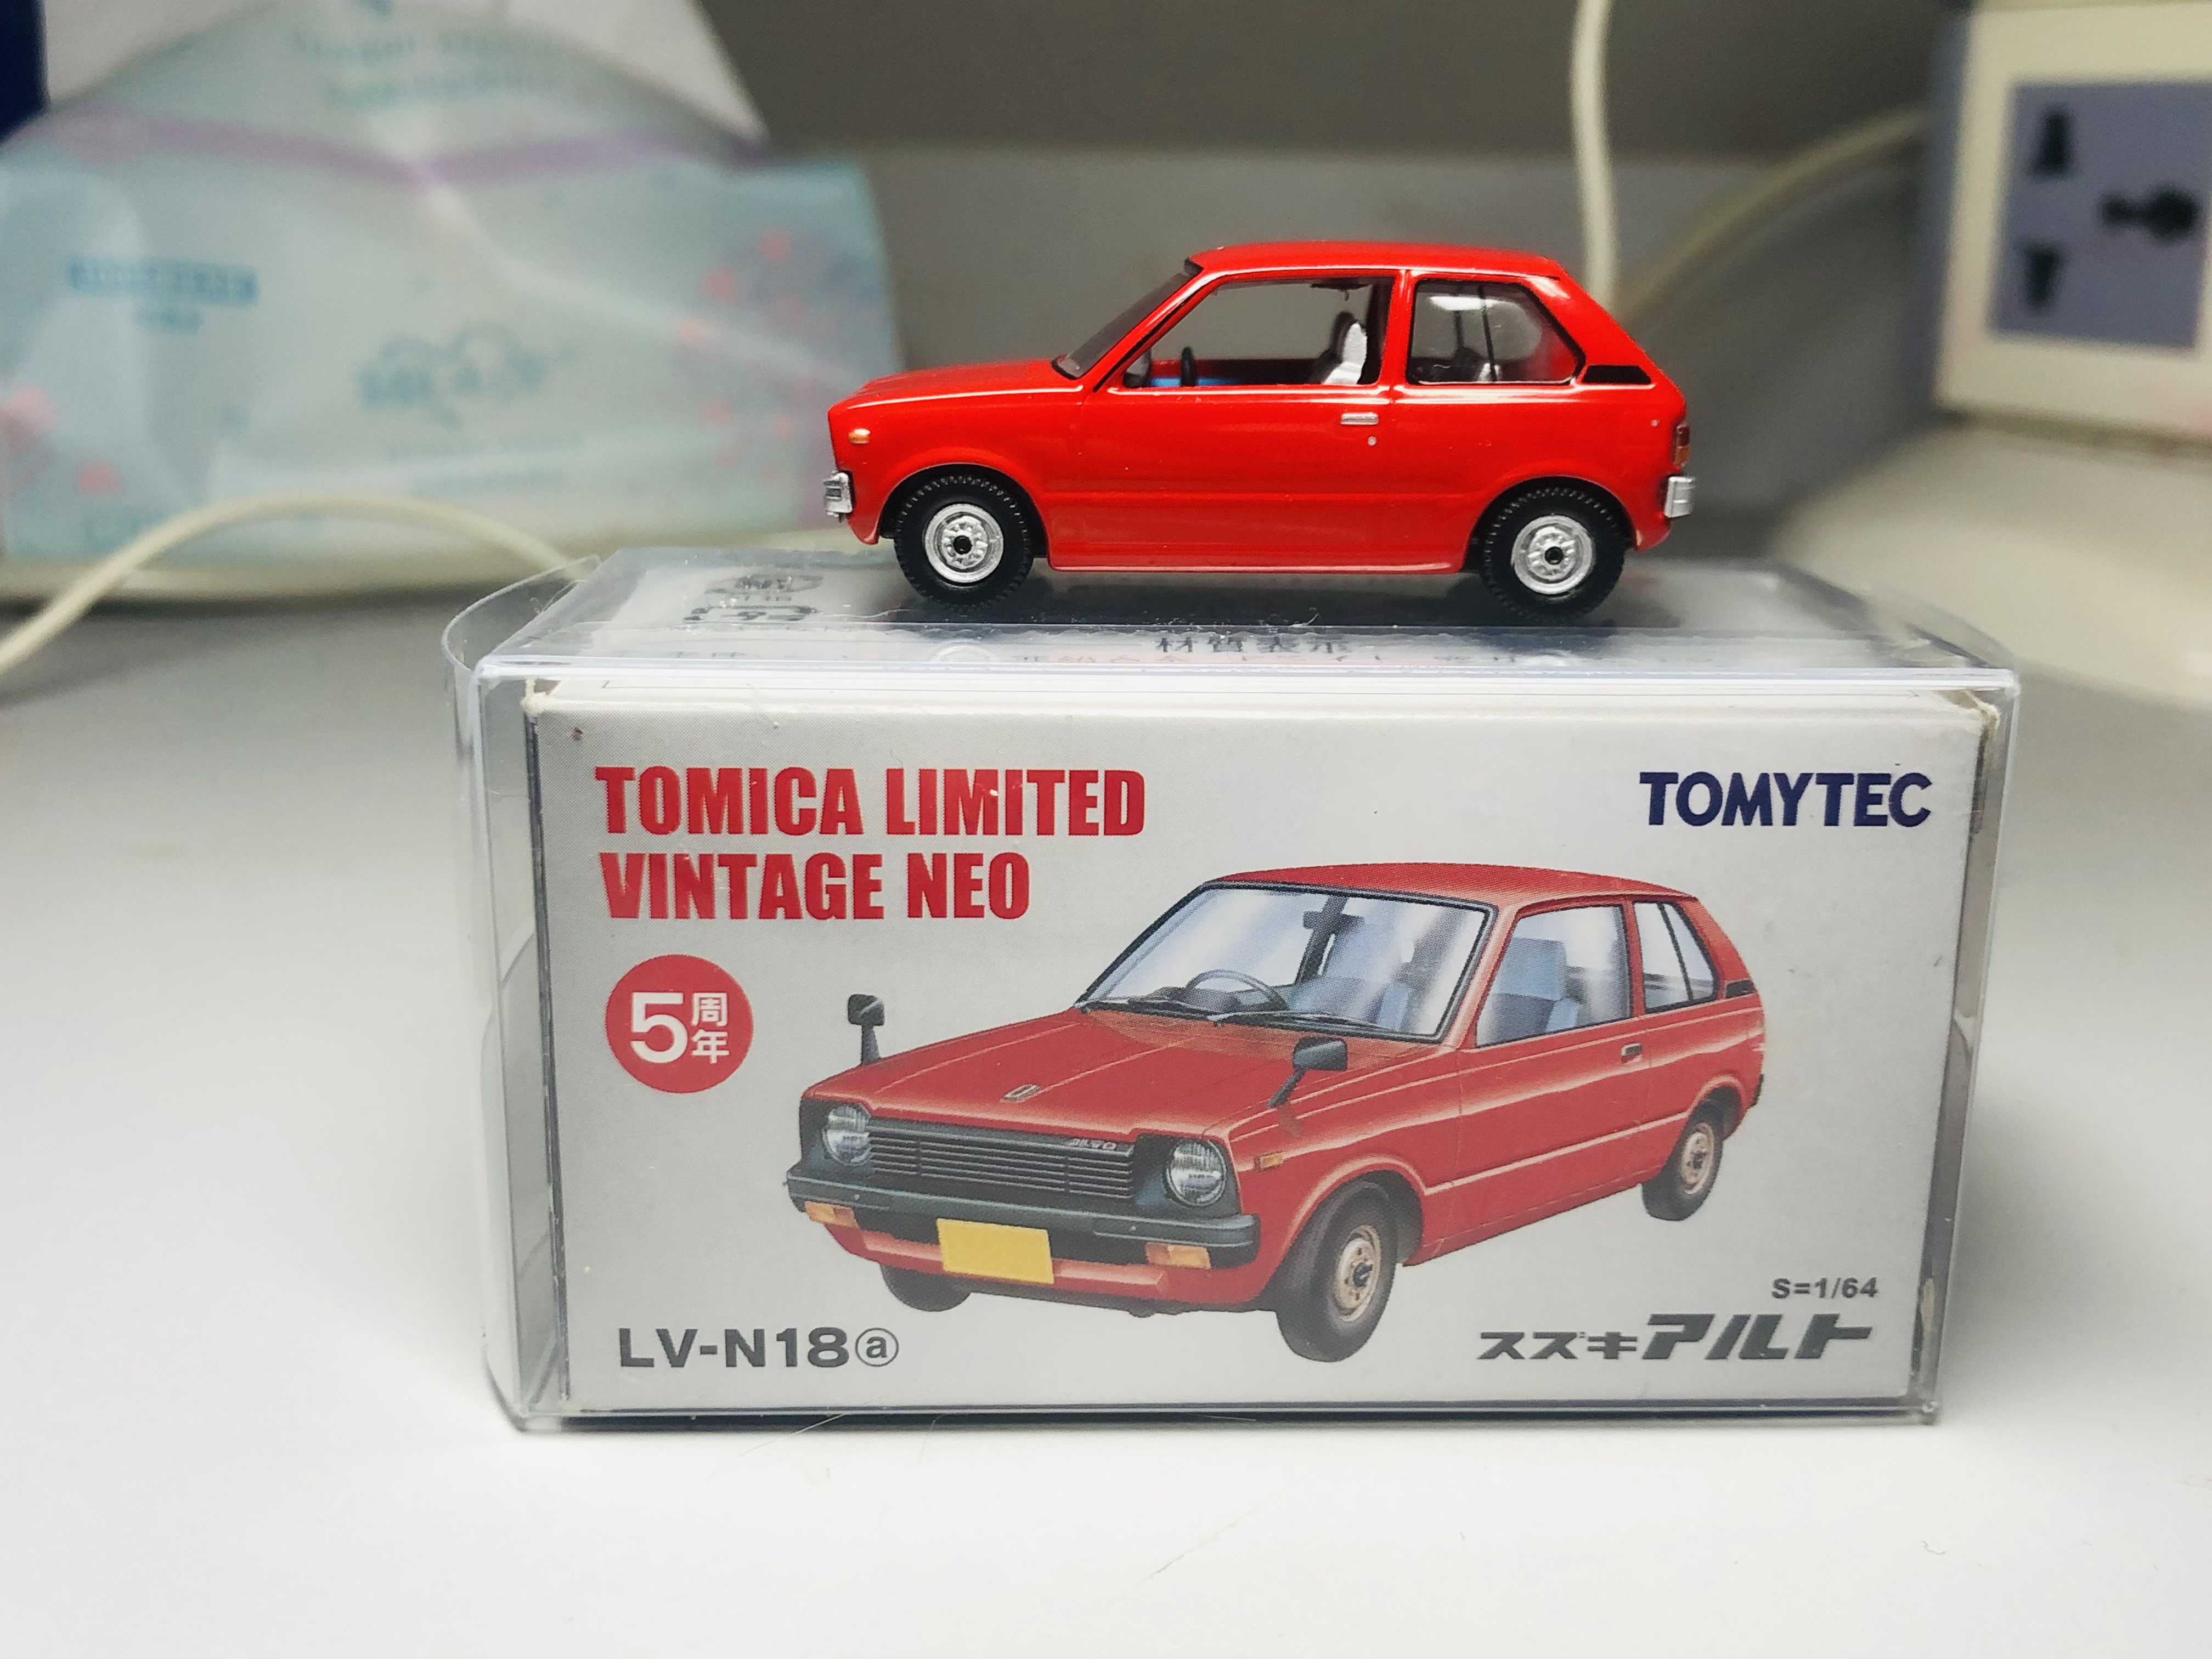 材質表示
TOMICA LIMITED
VINTAGE NEO
TOMYTEC
5周年
S=1/64
LV-N18ⓐ
スズキアルト